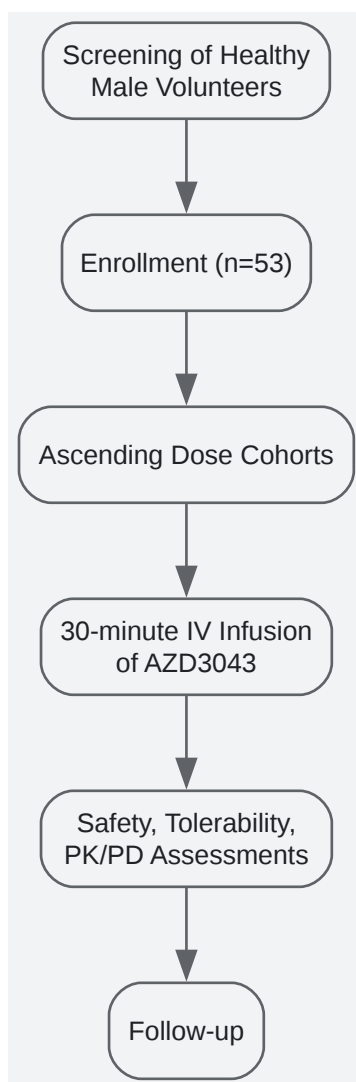 Screening of Healthy
Male Volunteers
Enrollment (n=53)
Ascending Dose Cohorts
30-minute IV Infusion
of AZD3043
Safety, Tolerability,
PK/PD Assessments
Follow-up